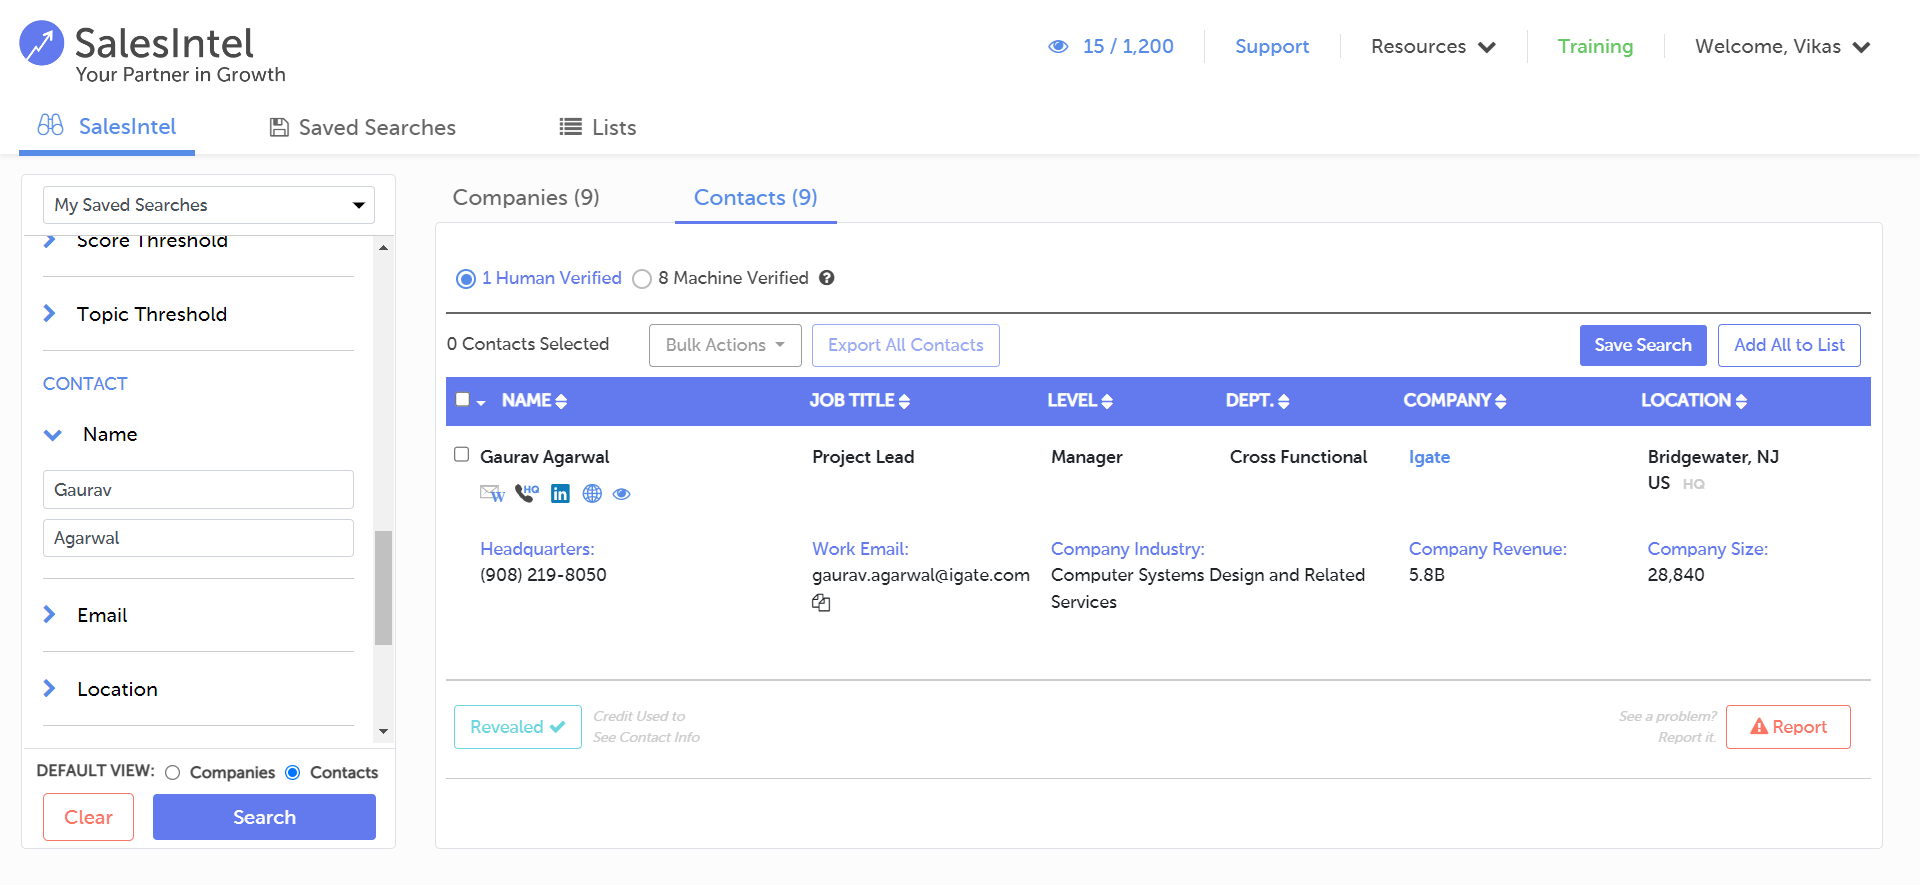 SalesIntel
Your Partner in Growth
15 / 1,200
Support
Resources
Training
Welcome, Vikas
SalesIntel
Saved Searches
Lists
My Saved Searches
Score Threshold
Topic Threshold
CONTACT
Name
Gaurav
Agarwal
Email
Location
DEFAULT VIEW: Companies Contacts
Clear
Search
Companies (9)
Contacts (9)
1 Human Verified
8 Machine Verified
?
0 Contacts Selected
Bulk Actions
Export All Contacts
Save Search
Add All to List
NAME
JOB TITLE
LEVEL
DEPT.
COMPANY
LOCATION
Gaurav Agarwal
Project Lead
Manager
Cross Functional
Igate
Bridgewater, NJ
US HQ
W
HQ
in
Headquarters:
(908) 219-8050
Work Email:
gaurav.agarwal@igate.com
Company Industry:
Computer Systems Design and Related
Services
Company Revenue:
5.8B
Company Size:
28,840
Revealed
Credit Used to
See Contact Info
See a problem?
Report it.
Report